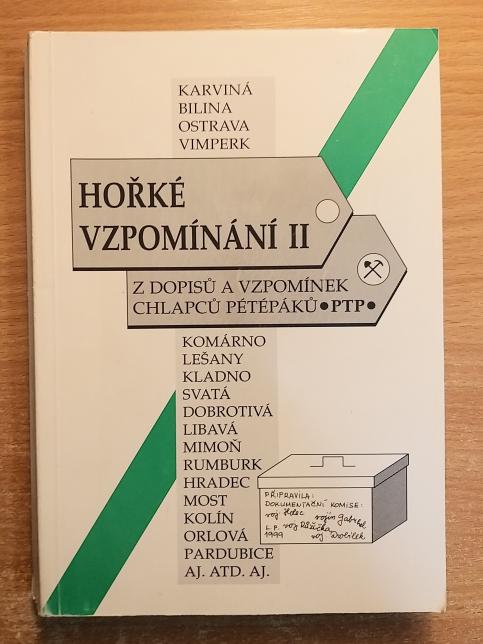 KARVINÁ
BILINA
OSTRAVA
VIMPERK
HOŘKÉ
VZPOMÍNÁNÍ II
Z DOPISŮ A VZPOMÍNEK
CHLAPCŮ PÉTÉPÁKŮ • PTP •
KOMÁRNO
LEŠANY
KLADNO
SVATÁ
DOBROTIVÁ
LIBAVÁ
MIMOŇ
RUMBURK
HRADEC
MOST
KOLÍN
ORLOVÁ
PARDUBICE
AJ. ATD. AJ.
PŘIPRAVILA:
DOKUMENTAČNÍ KOMISE:
voj
vojín Gabriel
L.P. voj Růžička
1999 voj